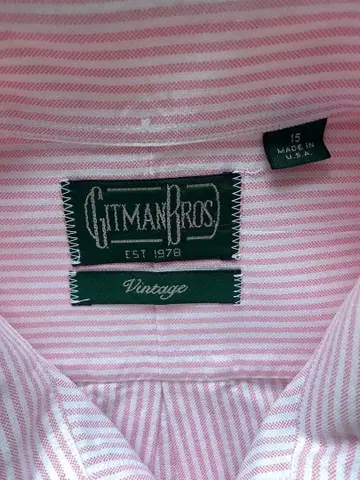 15
MADE IN
U.S.A.
GITMAN BROS.
EST 1978
Vintage